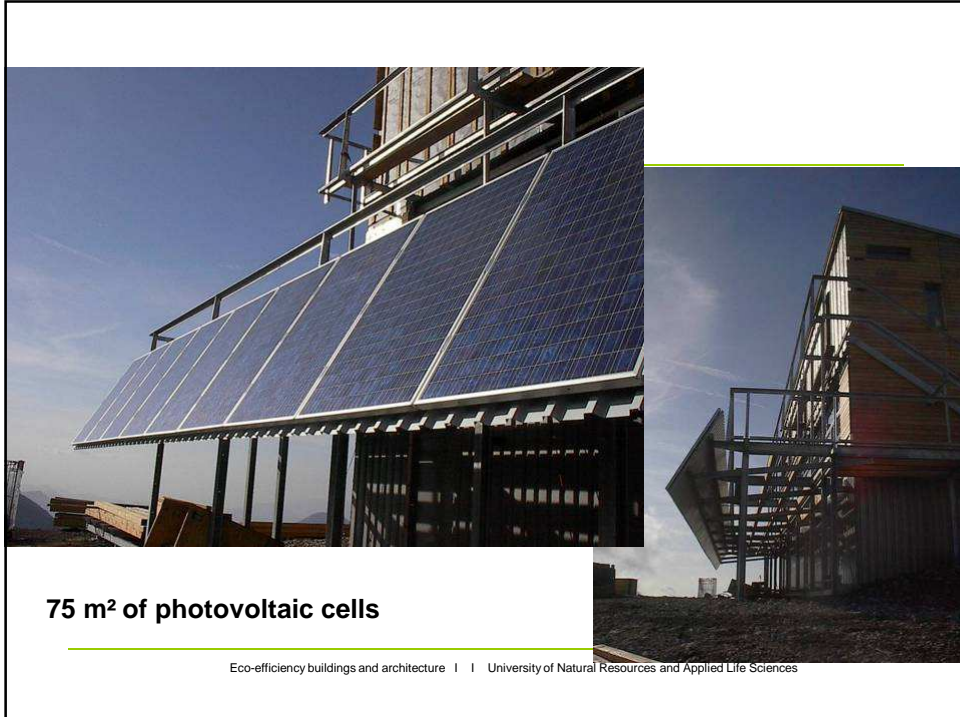 75 m² of photovoltaic cells
Eco-efficiency buildings and architecture I I University of Natural Resources and Applied Life Sciences